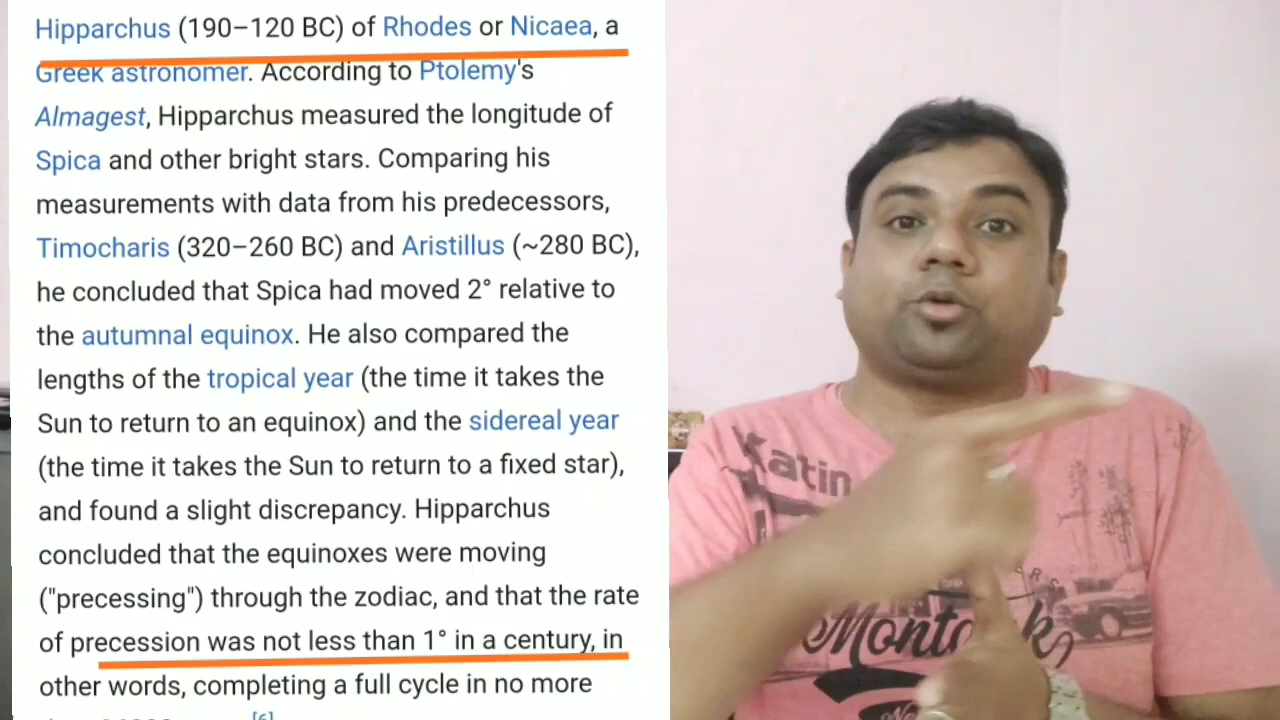 Hipparchus (190–120 BC) of Rhodes or Nicaea, a
Greek astronomer. According to Ptolemy's
Almagest, Hipparchus measured the longitude of
Spica and other bright stars. Comparing his
measurements with data from his predecessors,
Timocharis (320–260 BC) and Aristillus (~280 BC),
he concluded that Spica had moved 2° relative to
the autumnal equinox. He also compared the
lengths of the tropical year (the time it takes the
Sun to return to an equinox) and the sidereal year
(the time it takes the Sun to return to a fixed star),
and found a slight discrepancy. Hipparchus
concluded that the equinoxes were moving
("precessing") through the zodiac, and that the rate
of precession was not less than 1° in a century, in
other words, completing a full cycle in no more
[6]
Katin